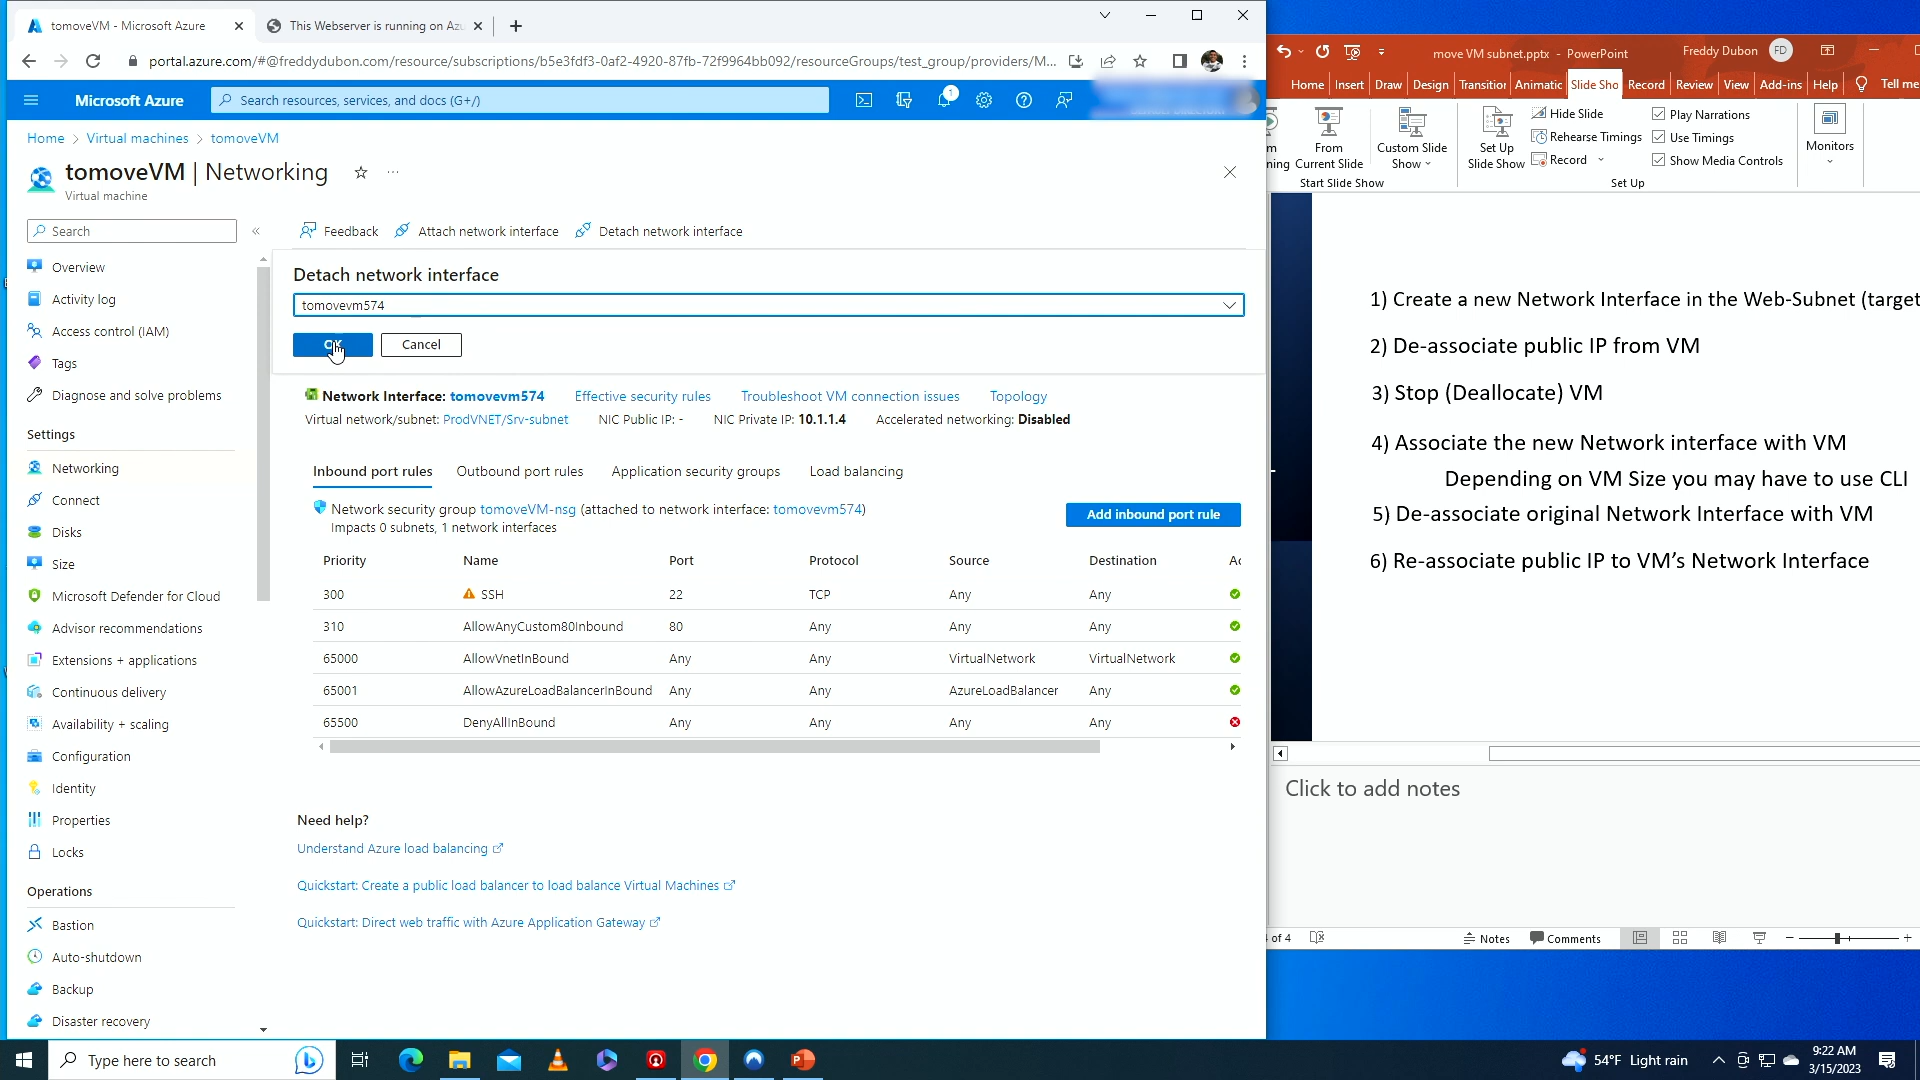 tomoveVM - Microsoft Azure
This Webserver is running on Azu
portal.azure.com/#@freddydubon.com/resource/subscriptions/b5e3fdf3-0af2-4920-87fb-72f9964bb092/resourceGroups/test_group/providers/M...
Microsoft Azure
Search resources, services, and docs (G+/)
1
Home > Virtual machines > tomoveVM
tomoveVM | Networking
Virtual machine
Search
Overview
Activity log
Access control (IAM)
Tags
Diagnose and solve problems
Settings
Networking
Connect
Disks
Size
Microsoft Defender for Cloud
Advisor recommendations
Extensions + applications
Continuous delivery
Availability + scaling
Configuration
Identity
Properties
Locks
Operations
Bastion
Auto-shutdown
Backup
Disaster recovery
Feedback Attach network interface Detach network interface
Detach network interface
tomovevm574
OK Cancel
Network Interface: tomovevm574 Effective security rules Troubleshoot VM connection issues Topology
Virtual network/subnet: ProdVNET/Srv-subnet NIC Public IP: - NIC Private IP: 10.1.1.4 Accelerated networking: Disabled
Inbound port rules Outbound port rules Application security groups Load balancing
Network security group tomoveVM-nsg (attached to network interface: tomovevm574)
Impacts 0 subnets, 1 network interfaces
Add inbound port rule
Priority Name Port Protocol Source Destination Ac
300 SSH 22 TCP Any Any
310 AllowAnyCustom80Inbound 80 Any Any Any
65000 AllowVnetInBound Any Any VirtualNetwork VirtualNetwork
65001 AllowAzureLoadBalancerInBound Any Any AzureLoadBalancer Any
65500 DenyAllInBound Any Any Any Any
Need help?
Understand Azure load balancing
Quickstart: Create a public load balancer to load balance Virtual Machines
Quickstart: Direct web traffic with Azure Application Gateway
move VM subnet.pptx - PowerPoint
Freddy Dubon FD
Home Insert Draw Design Transition Animatic Slide Sho Record Review View Add-ins Help Tell me
From
Current Slide
Custom Slide
Show
Set Up
Slide Show
Hide Slide
Rehearse Timings
Record
Play Narrations
Use Timings
Show Media Controls
Monitors
Start Slide Show
Set Up
1) Create a new Network Interface in the Web-Subnet (target
2) De-associate public IP from VM
3) Stop (Deallocate) VM
4) Associate the new Network interface with VM
Depending on VM Size you may have to use CLI
5) De-associate original Network Interface with VM
6) Re-associate public IP to VM’s Network Interface
Click to add notes
of 4
Notes Comments
Type here to search
54°F Light rain
9:22 AM
3/15/2023